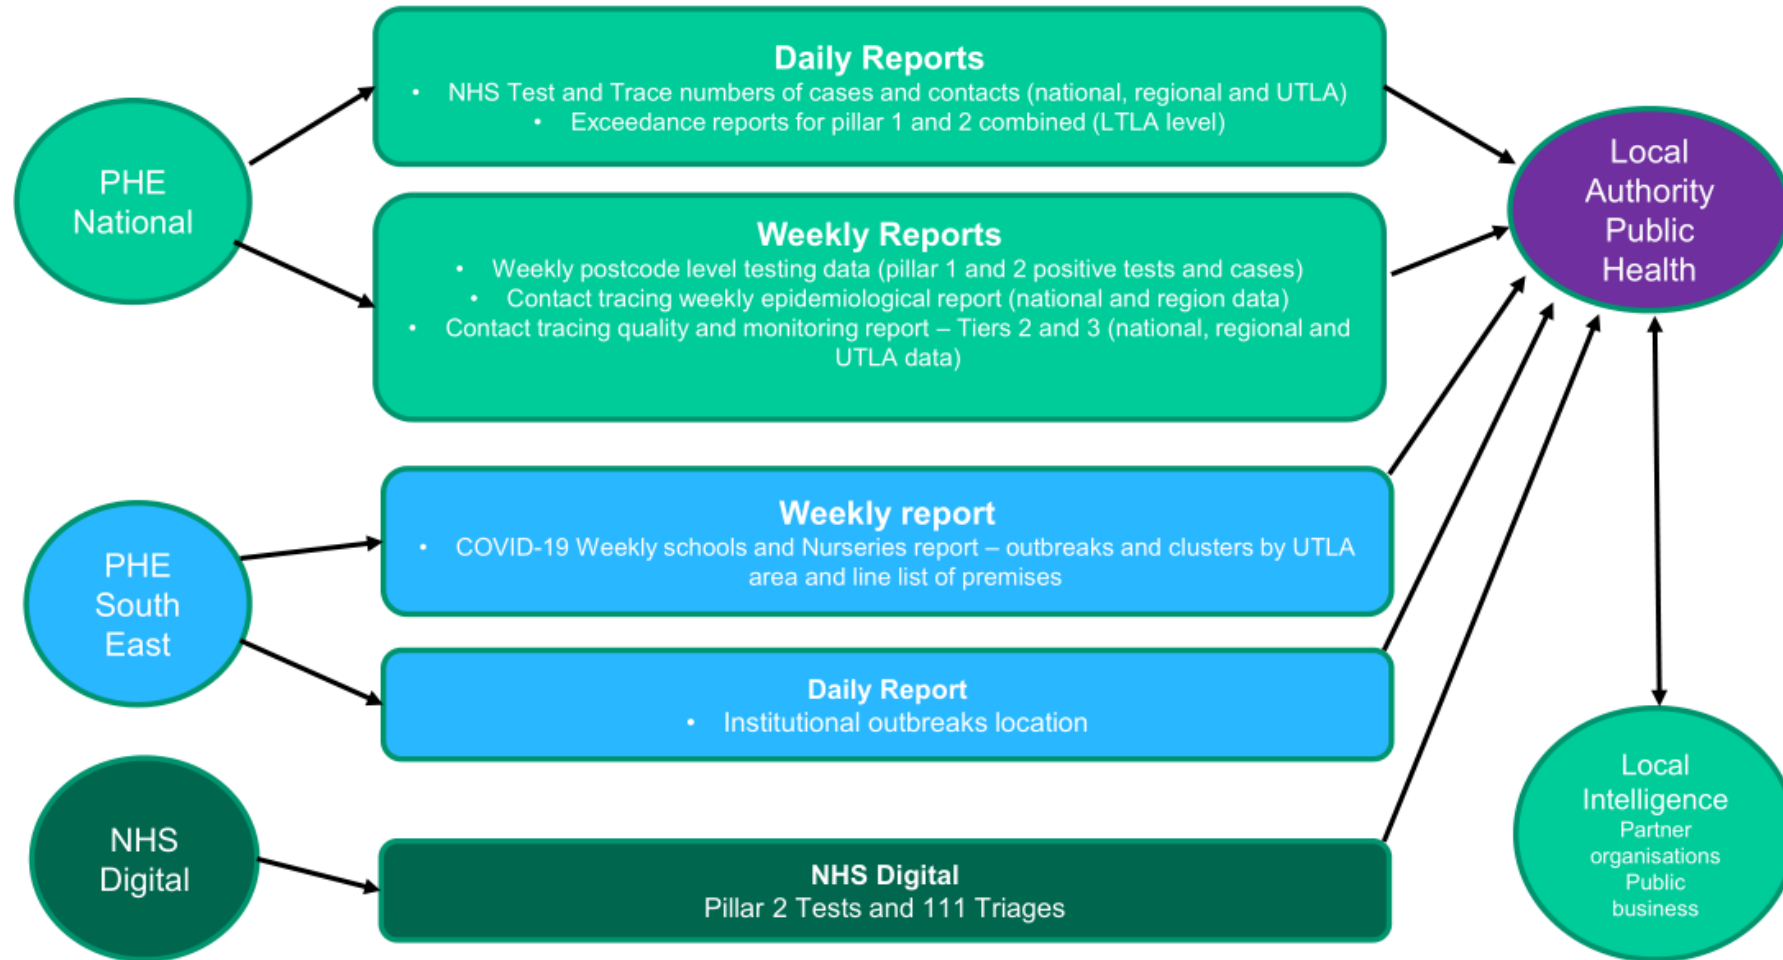 Daily Reports
• NHS Test and Trace numbers of cases and contacts (national, regional and UTLA)
• Exceedance reports for pillar 1 and 2 combined (LTLA level)
PHE
National
Weekly Reports
• Weekly postcode level testing data (pillar 1 and 2 positive tests and cases)
• Contact tracing weekly epidemiological report (national and region data)
• Contact tracing quality and monitoring report – Tiers 2 and 3 (national, regional and
UTLA data)
Local
Authority
Public
Health
PHE
South
East
Weekly report
• COVID-19 Weekly schools and Nurseries report – outbreaks and clusters by UTLA
area and line list of premises
Daily Report
• Institutional outbreaks location
NHS
Digital
NHS Digital
Pillar 2 Tests and 111 Triages
Local
Intelligence
Partner
organisations
Public
business